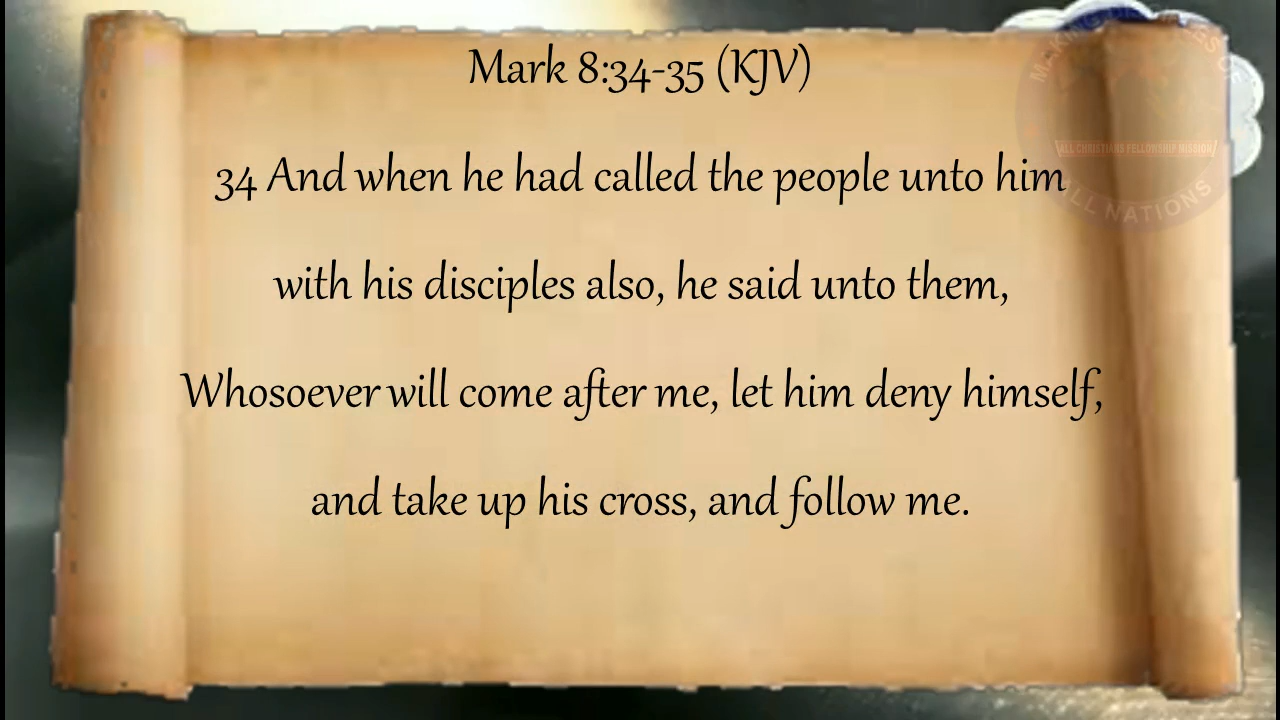 Mark 8:34-35 (KJV)
34 And when he had called the people unto him
with his disciples also, he said unto them,
Whosoever will come after me, let him deny himself,
and take up his cross, and follow me.
ALL CHRISTIANS FELLOWSHIP MISSION
ALL NATIONS